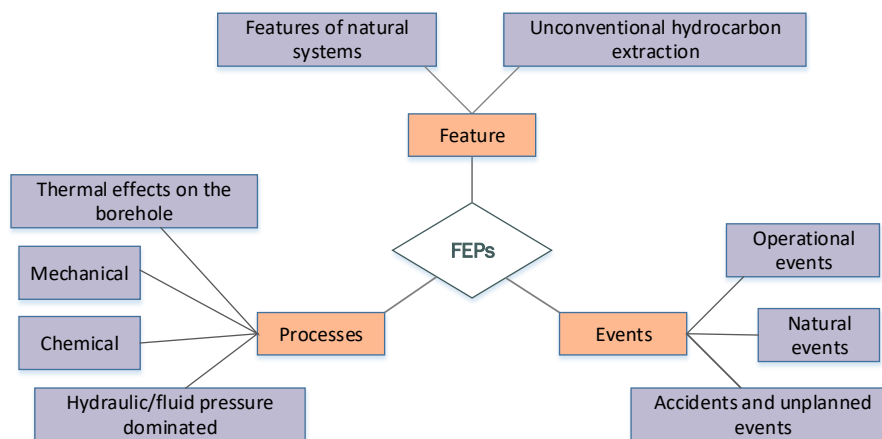 Features of natural
systems
Unconventional hydrocarbon
extraction
Feature
Thermal effects on the
borehole
FEPs
Operational
events
Mechanical
Natural
events
Chemical
Processes
Events
Hydraulic/fluid pressure
dominated
Accidents and unplanned
events